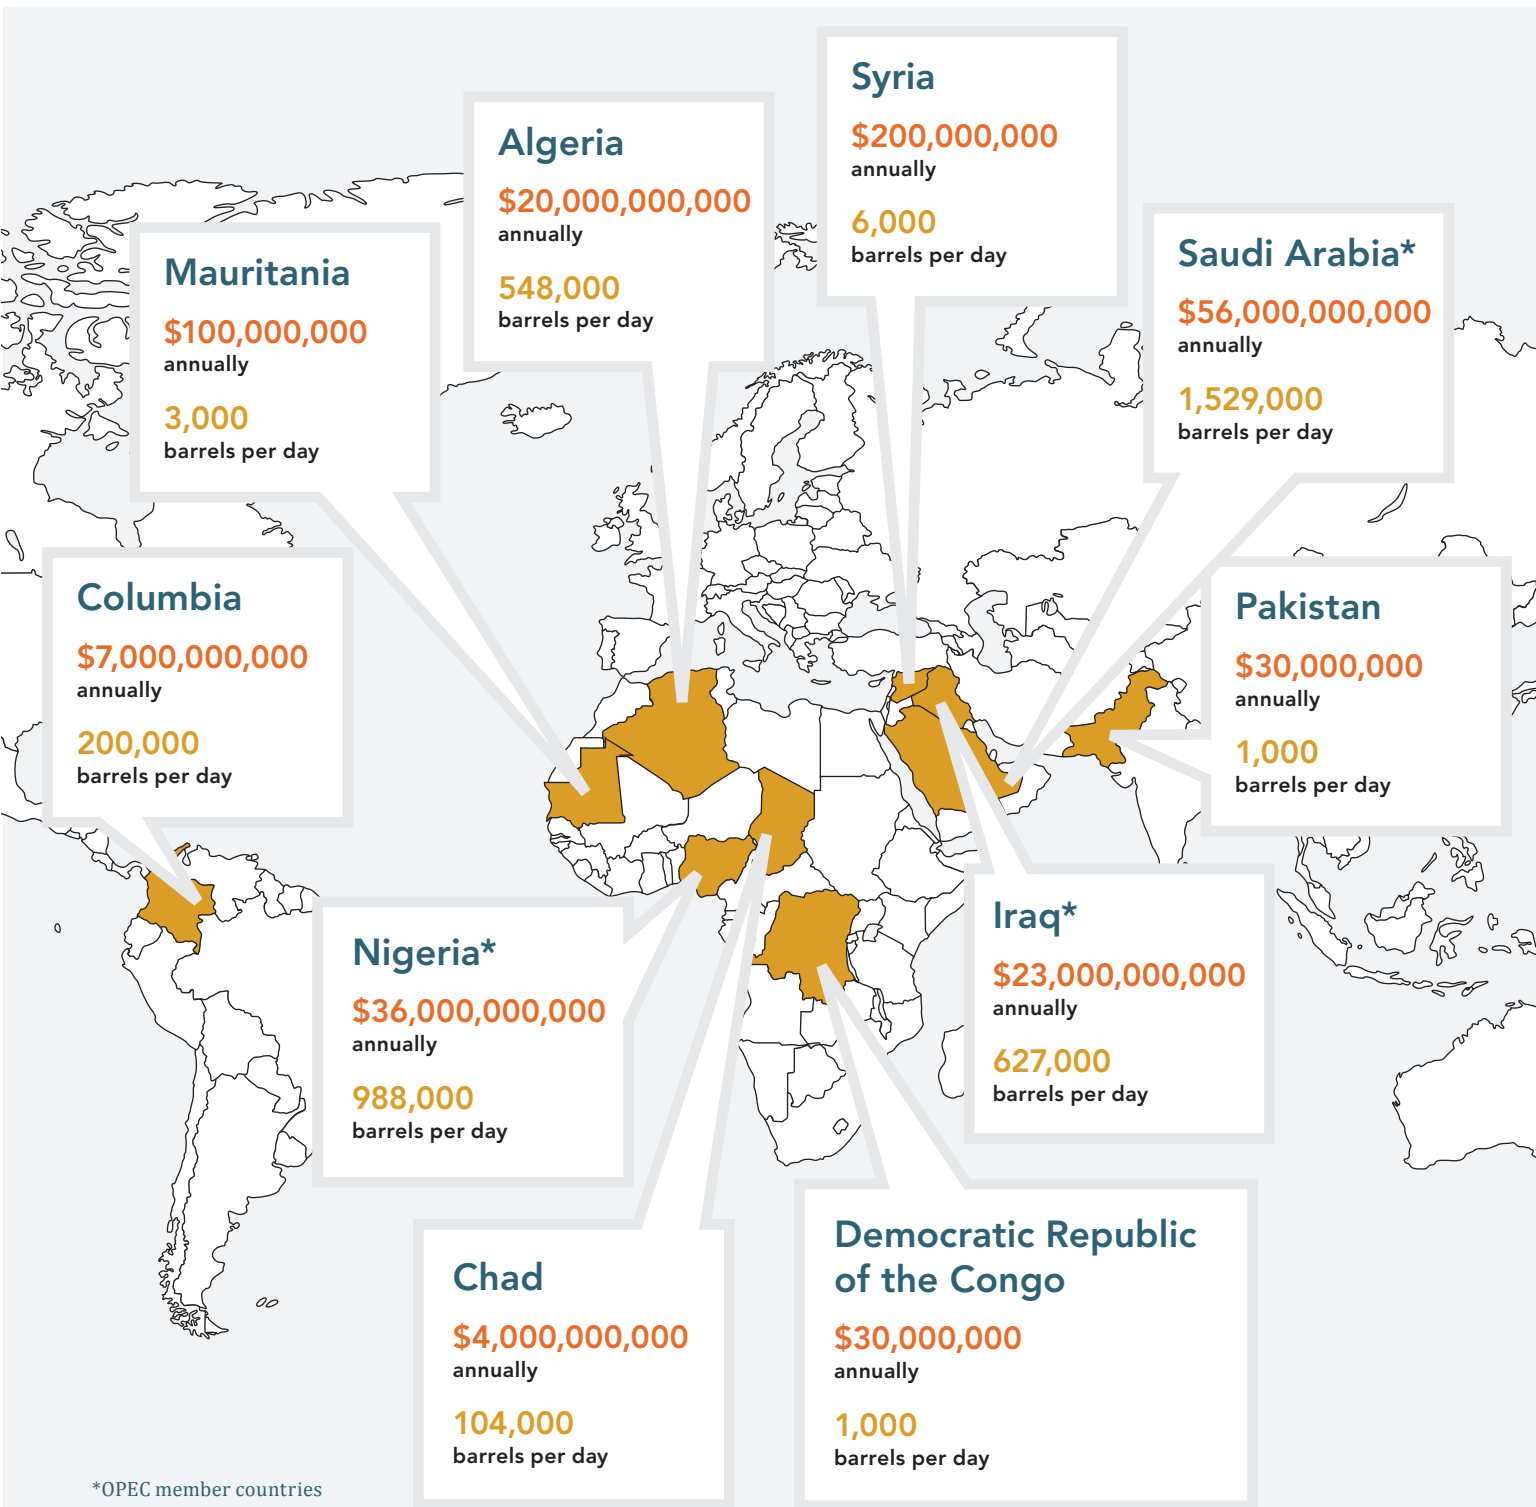 Syria
$200,000,000
annually
6,000
barrels per day
Algeria
$20,000,000,000
annually
548,000
barrels per day
Saudi Arabia*
$56,000,000,000
annually
1,529,000
barrels per day
Mauritania
$100,000,000
annually
3,000
barrels per day
Columbia
$7,000,000,000
annually
200,000
barrels per day
Pakistan
$30,000,000
annually
1,000
barrels per day
Nigeria*
$36,000,000,000
annually
988,000
barrels per day
Iraq*
$23,000,000,000
annually
627,000
barrels per day
Chad
$4,000,000,000
annually
104,000
barrels per day
Democratic Republic
of the Congo
$30,000,000
annually
1,000
barrels per day
*OPEC member countries